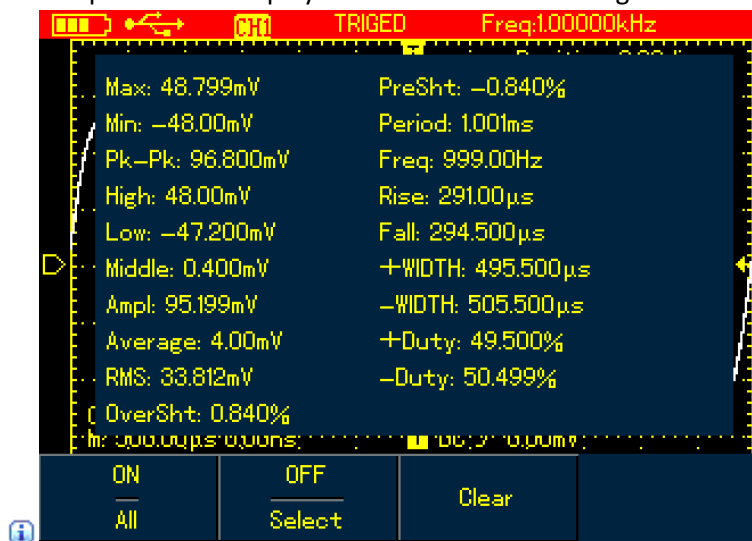 CH1 TRIGED Freq:1.00000kHz
Max: 48.799mV PreSht: -0.840%
Min: -48.00mV Period: 1.001ms
Pk-Pk: 96.800mV Freq: 999.00Hz
High: 48.00mV Rise: 291.00µs
Low: -47.200mV Fall: 294.500µs
Middle: 0.400mV +WIDTH: 495.500µs
Ampl: 95.199mV -WIDTH: 505.500µs
Average: 4.00mV +Duty: 49.500%
RMS: 33.812mV -Duty: 50.499%
OverSht: 0.840%
ON OFF Clear
All Select